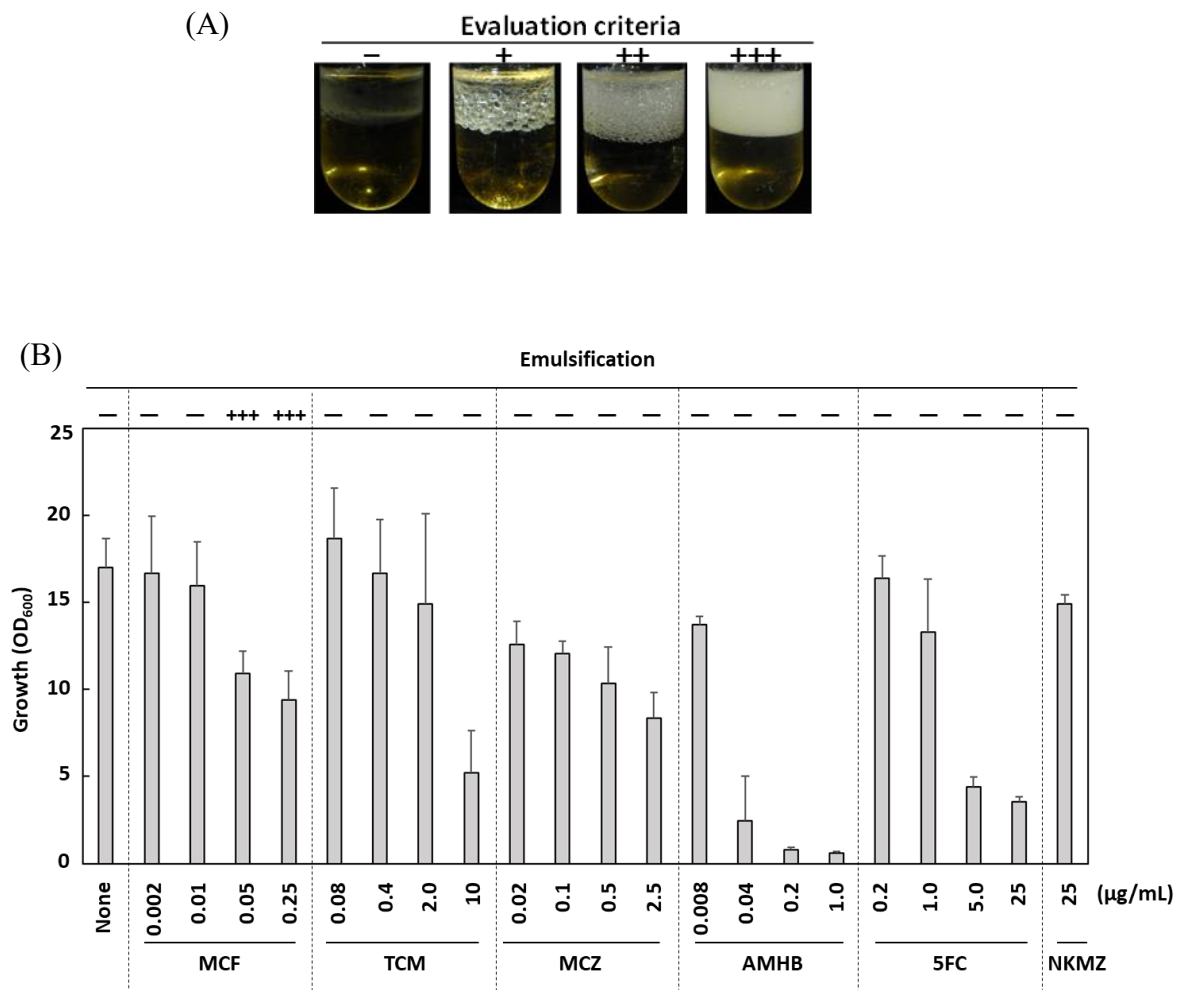 (A)
Evaluation criteria
− + ++ +++
(B)
Emulsification
− − − +++ +++ − − − − − − − − − − − − − − − − −
25
20
15
10
5
0
Growth (OD600)
None 0.002 0.01 0.05 0.25 0.08 0.4 2.0 10 0.02 0.1 0.5 2.5 0.008 0.04 0.2 1.0 0.2 1.0 5.0 25 25 (μg/mL)
MCF TCM MCZ AMHB 5FC NKMZ